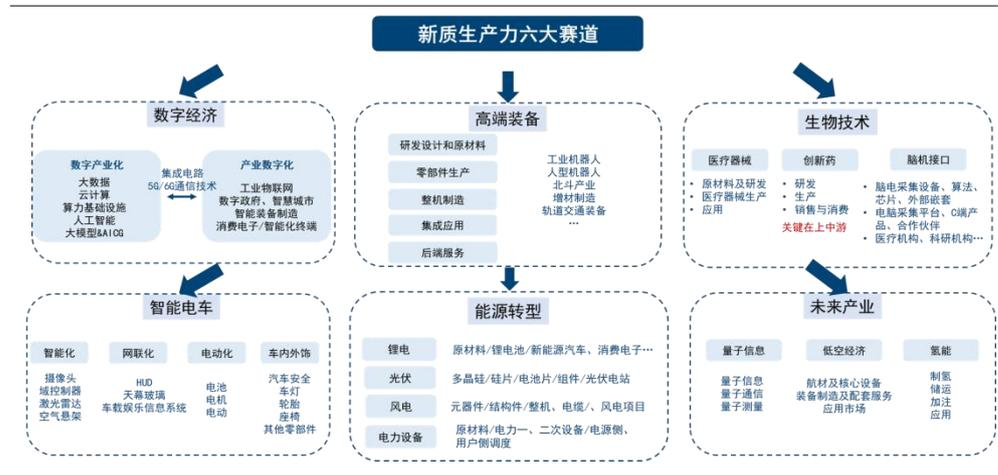 新质生产力六大赛道
数字经济
数字产业化
大数据
云计算
算力基础设施
人工智能
大模型&AICG
集成电路
5G/6G通信技术
产业数字化
工业物联网
数字政府、智慧城市
智能装备制造
消费电子/智能化终端
高端装备
研发设计和原材料
零部件生产
整机制造
集成应用
后端服务
工业机器人
人型机器人
北斗产业
增材制造
轨道交通装备
…
生物技术
医疗器械
• 原材料及研发
• 医疗器械生产
• 应用
创新药
• 研发
• 生产
• 销售与消费
关键在上中游
脑机接口
• 脑电采集设备、算法、
芯片、外部嵌套
• 电脑采集平台、C端产
品、合作伙伴
• 医疗机构、科研机构…
智能电车
智能化
摄像头
域控制器
激光雷达
空气悬架
网联化
HUD
天幕玻璃
车载娱乐信息系统
电动化
电池
电机
电动
车内外饰
汽车安全
车灯
轮胎
座椅
其他零部件
能源转型
锂电
原材料/锂电池/新能源汽车、消费电子…
光伏
多晶硅/硅片/电池片/组件/光伏电站
风电
元器件/结构件/整机、电缆/、风电项目
电力设备
原材料/电力一、二次设备/电源侧、
用户侧调度
未来产业
量子信息
量子信息
量子通信
量子测量
低空经济
航材及核心设备
装备制造及配套服务
应用市场
氢能
制氢
储运
加注
应用